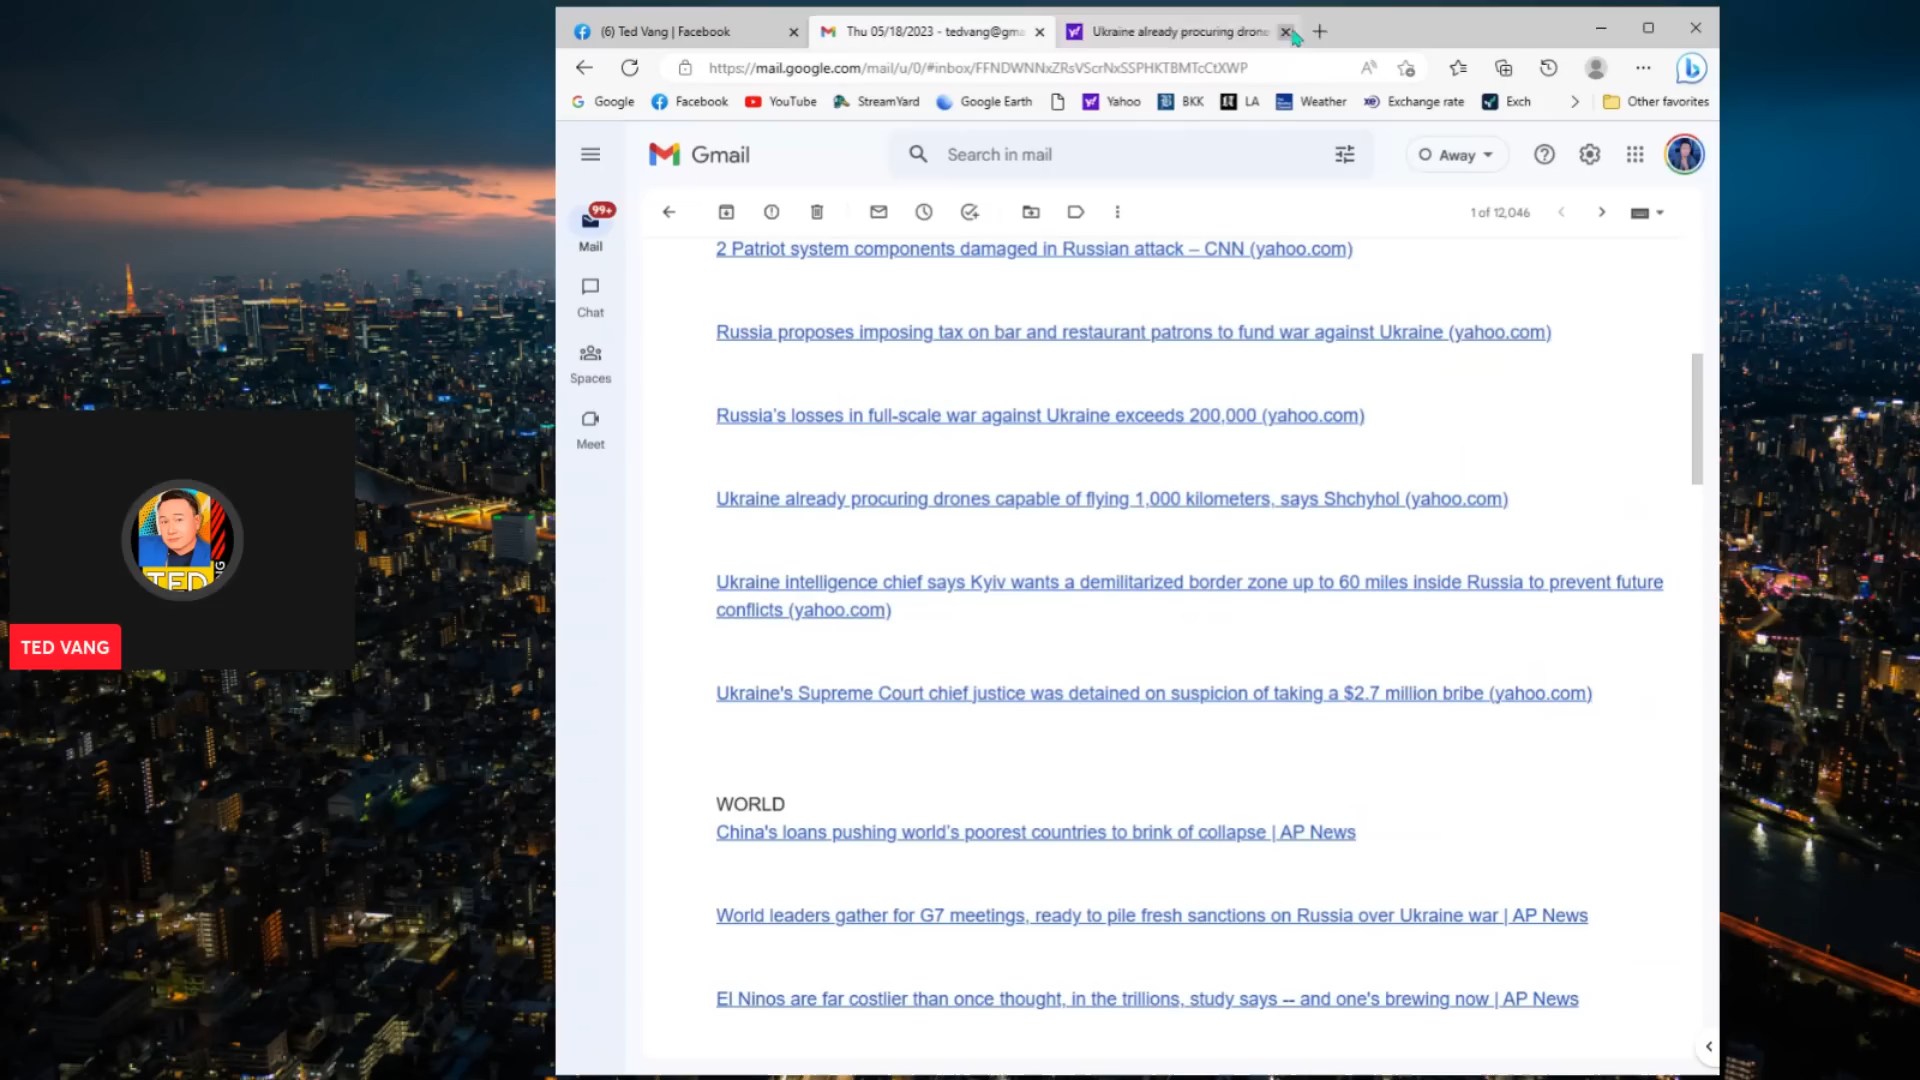 (6) Ted Vang | Facebook
Thu 05/18/2023 - tedvang@gma
Ukraine already procuring drone
https://mail.google.com/mail/u/0/#inbox/FFNDWNNxZRsVScrNxSSPHKTBMTcCtXWP
Google
Facebook
YouTube
StreamYard
Google Earth
Yahoo
BKK
LA
Weather
Exchange rate
Exch
Other favorites
Gmail
Search in mail
Away
99+
Mail
Chat
Spaces
Meet
1 of 12,046
2 Patriot system components damaged in Russian attack – CNN (yahoo.com)
Russia proposes imposing tax on bar and restaurant patrons to fund war against Ukraine (yahoo.com)
Russia's losses in full-scale war against Ukraine exceeds 200,000 (yahoo.com)
Ukraine already procuring drones capable of flying 1,000 kilometers, says Shchyhol (yahoo.com)
Ukraine intelligence chief says Kyiv wants a demilitarized border zone up to 60 miles inside Russia to prevent future
conflicts (yahoo.com)
Ukraine's Supreme Court chief justice was detained on suspicion of taking a $2.7 million bribe (yahoo.com)
WORLD
China's loans pushing world's poorest countries to brink of collapse | AP News
World leaders gather for G7 meetings, ready to pile fresh sanctions on Russia over Ukraine war | AP News
El Ninos are far costlier than once thought, in the trillions, study says -- and one's brewing now | AP News
TED
TED VANG